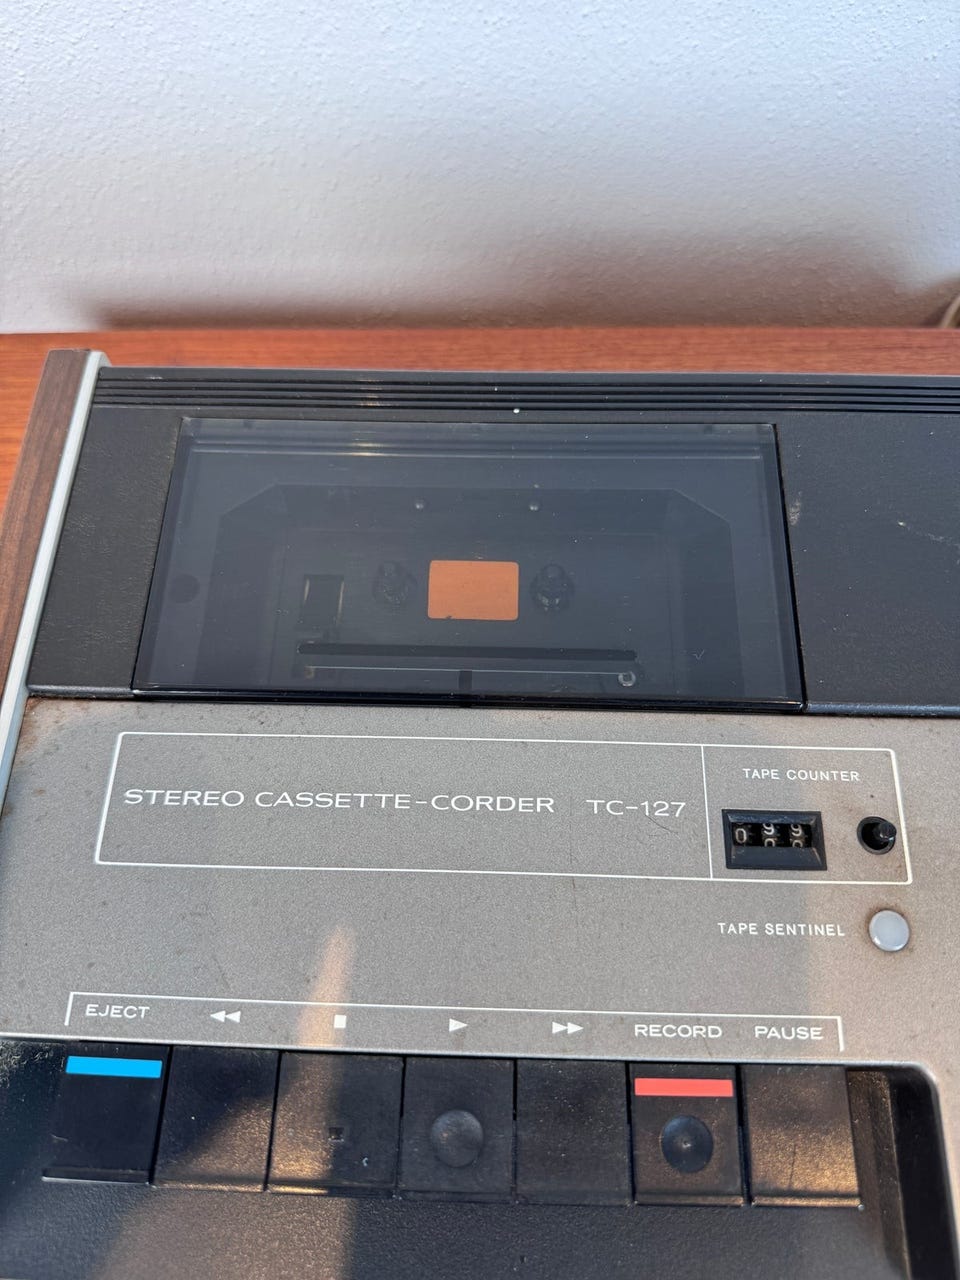 STEREO CASSETTE-CORDER TC-127
TAPE COUNTER
TAPE SENTINEL
EJECT
RECORD
PAUSE